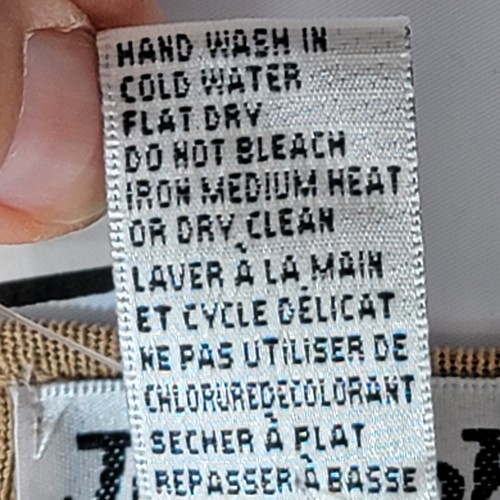 HAND WASH IN
COLD WATER
FLAT DRY
DO NOT BLEACH
IRON MEDIUM HEAT
OR DRY CLEAN
LAVER À LA MAIN
ET CYCLE DÉLICAT
NE PAS UTILISER DE
CHLORUREDECOLORANT
SECHER À PLAT
REPASSER À BASSE